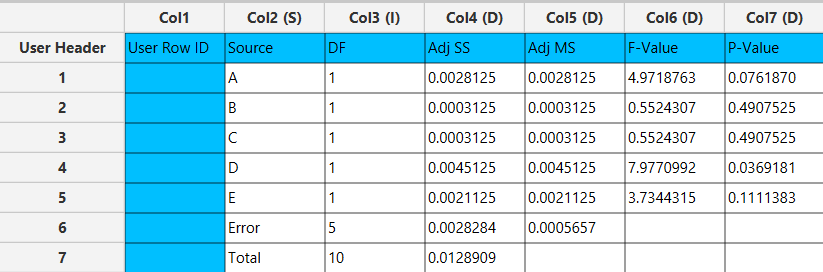 Col1 Col2 (S) Col3 (I) Col4 (D) Col5 (D) Col6 (D) Col7 (D)
User Header User Row ID Source DF Adj SS Adj MS F-Value P-Value
1 A 1 0.0028125 0.0028125 4.9718763 0.0761870
2 B 1 0.0003125 0.0003125 0.5524307 0.4907525
3 C 1 0.0003125 0.0003125 0.5524307 0.4907525
4 D 1 0.0045125 0.0045125 7.9770992 0.0369181
5 E 1 0.0021125 0.0021125 3.7344315 0.1111383
6 Error 5 0.0028284 0.0005657
7 Total 10 0.0128909